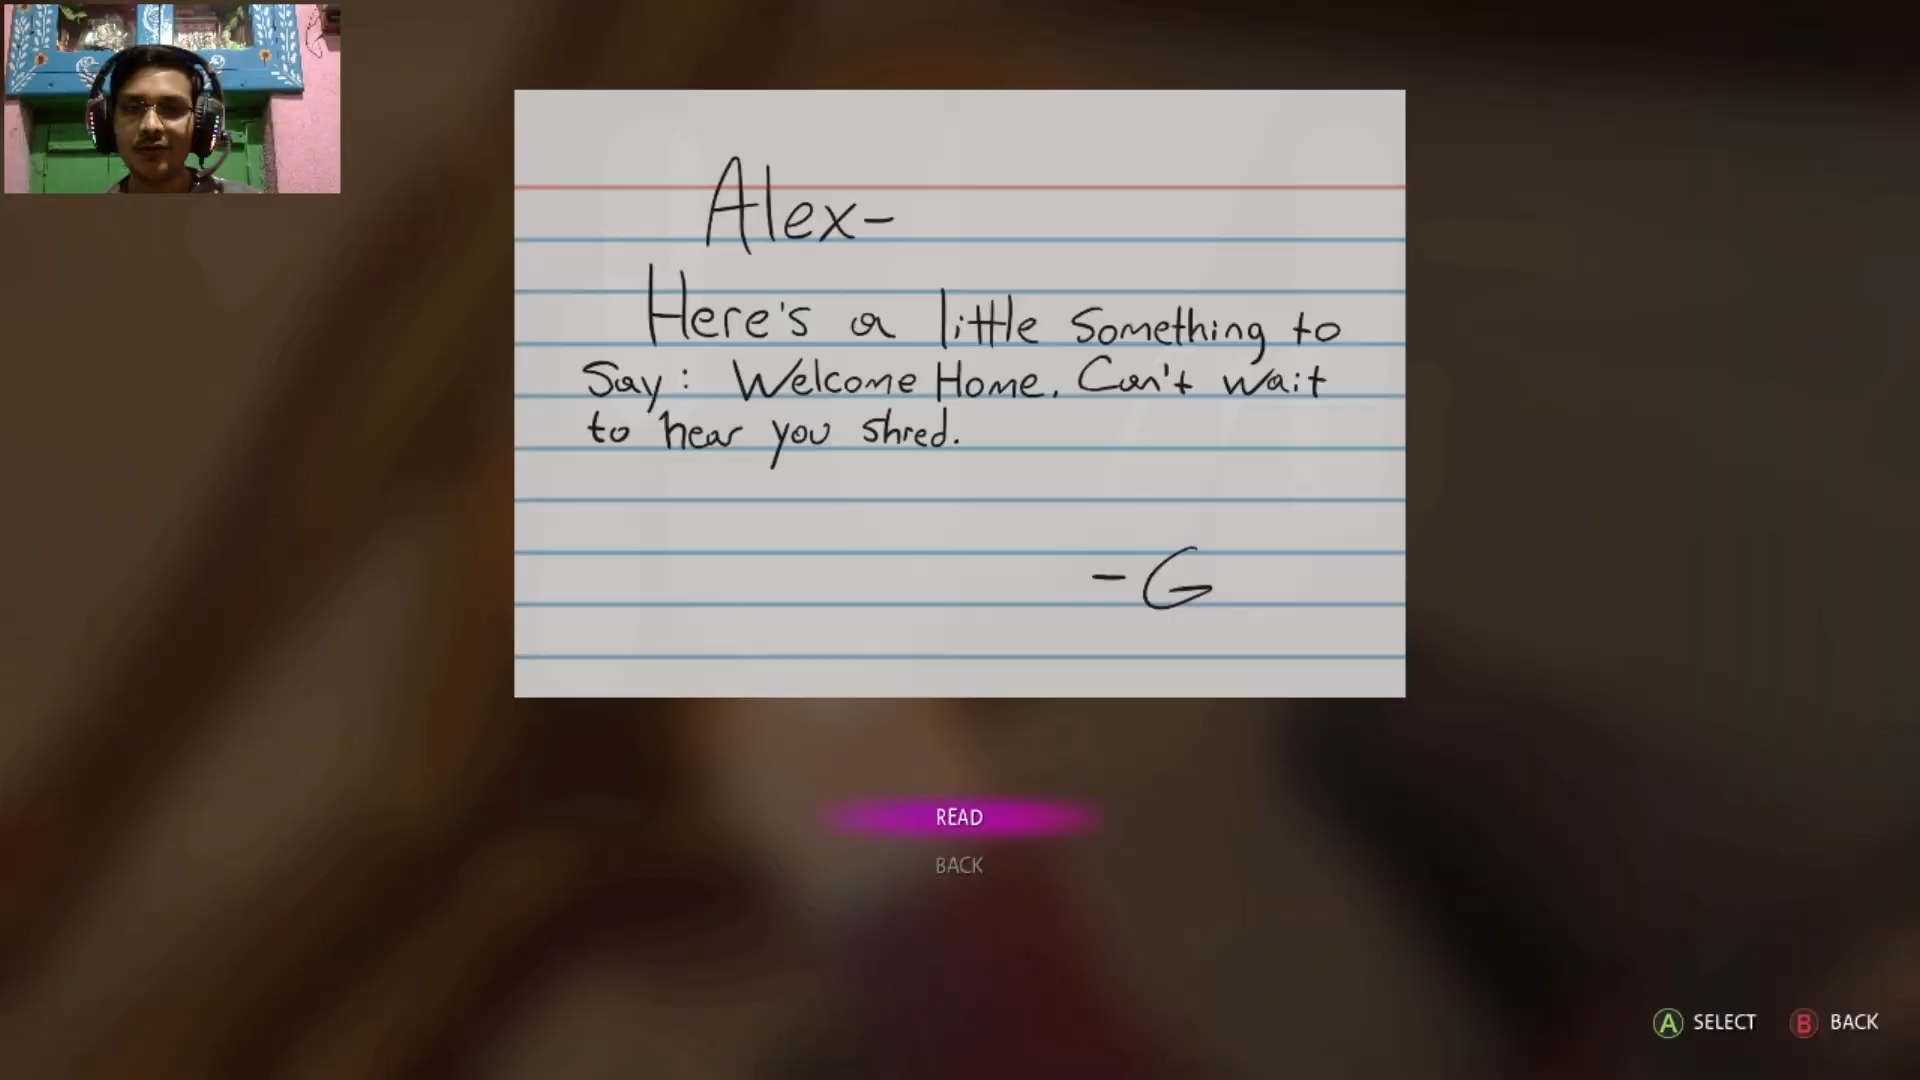 Alex-
Here's a little Something to
Say: Welcome Home. Can't wait
to hear you shred.
-G
READ
BACK
A SELECT B BACK